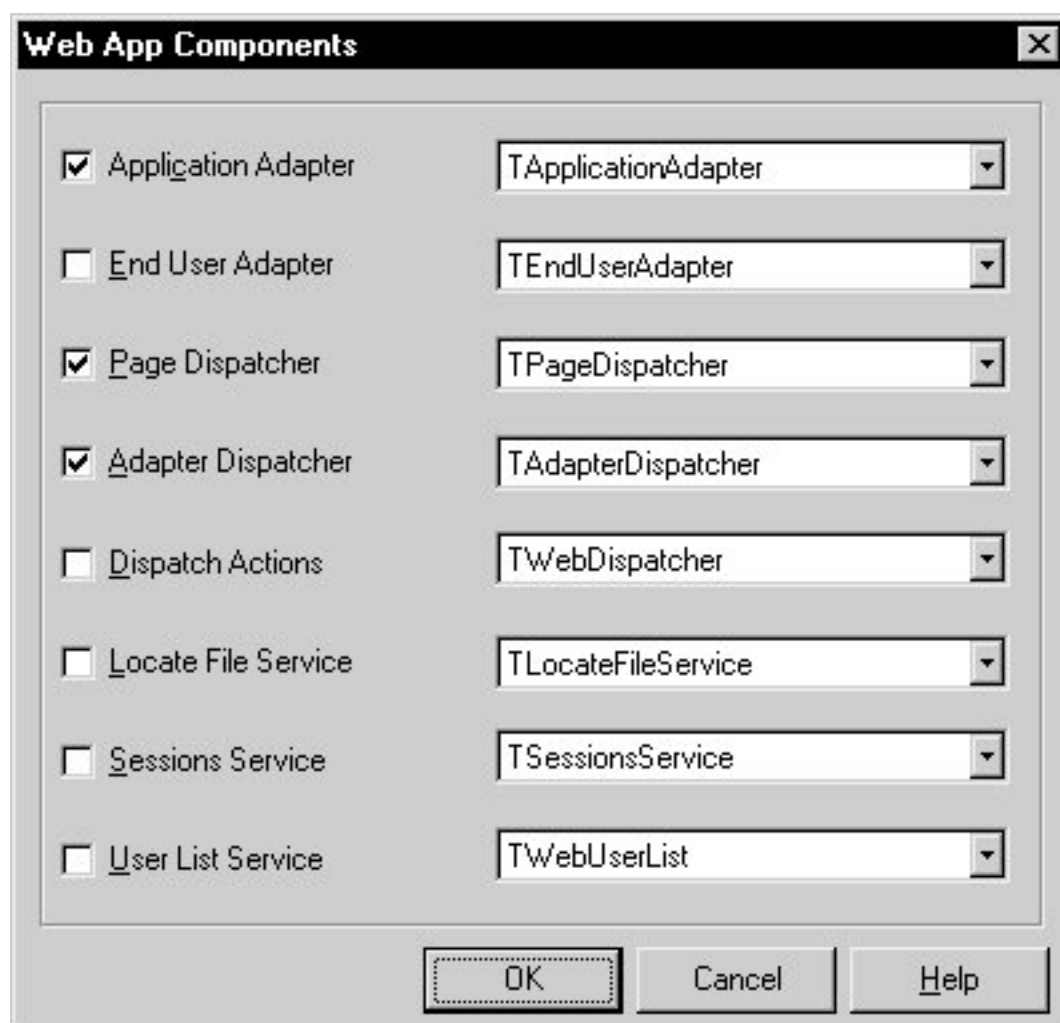 Web App Components
Application Adapter TApplicationAdapter
End User Adapter TEndUserAdapter
Page Dispatcher TPageDispatcher
Adapter Dispatcher TAdapterDispatcher
Dispatch Actions TWebDispatcher
Locate File Service TLocateFileService
Sessions Service TSessionsService
User List Service TWebUserList
OK Cancel Help